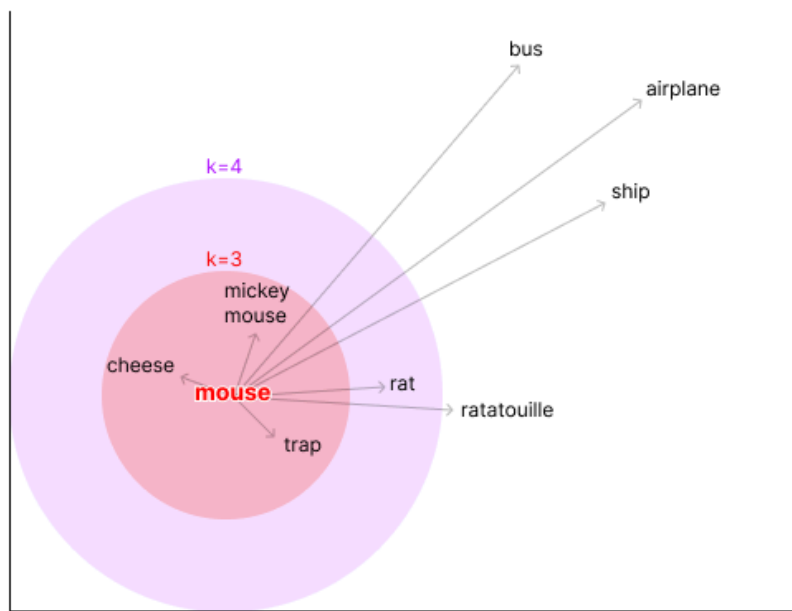 bus
airplane
k=4
ship
k=3
mickey
mouse
cheese
mouse
rat
ratatouille
trap